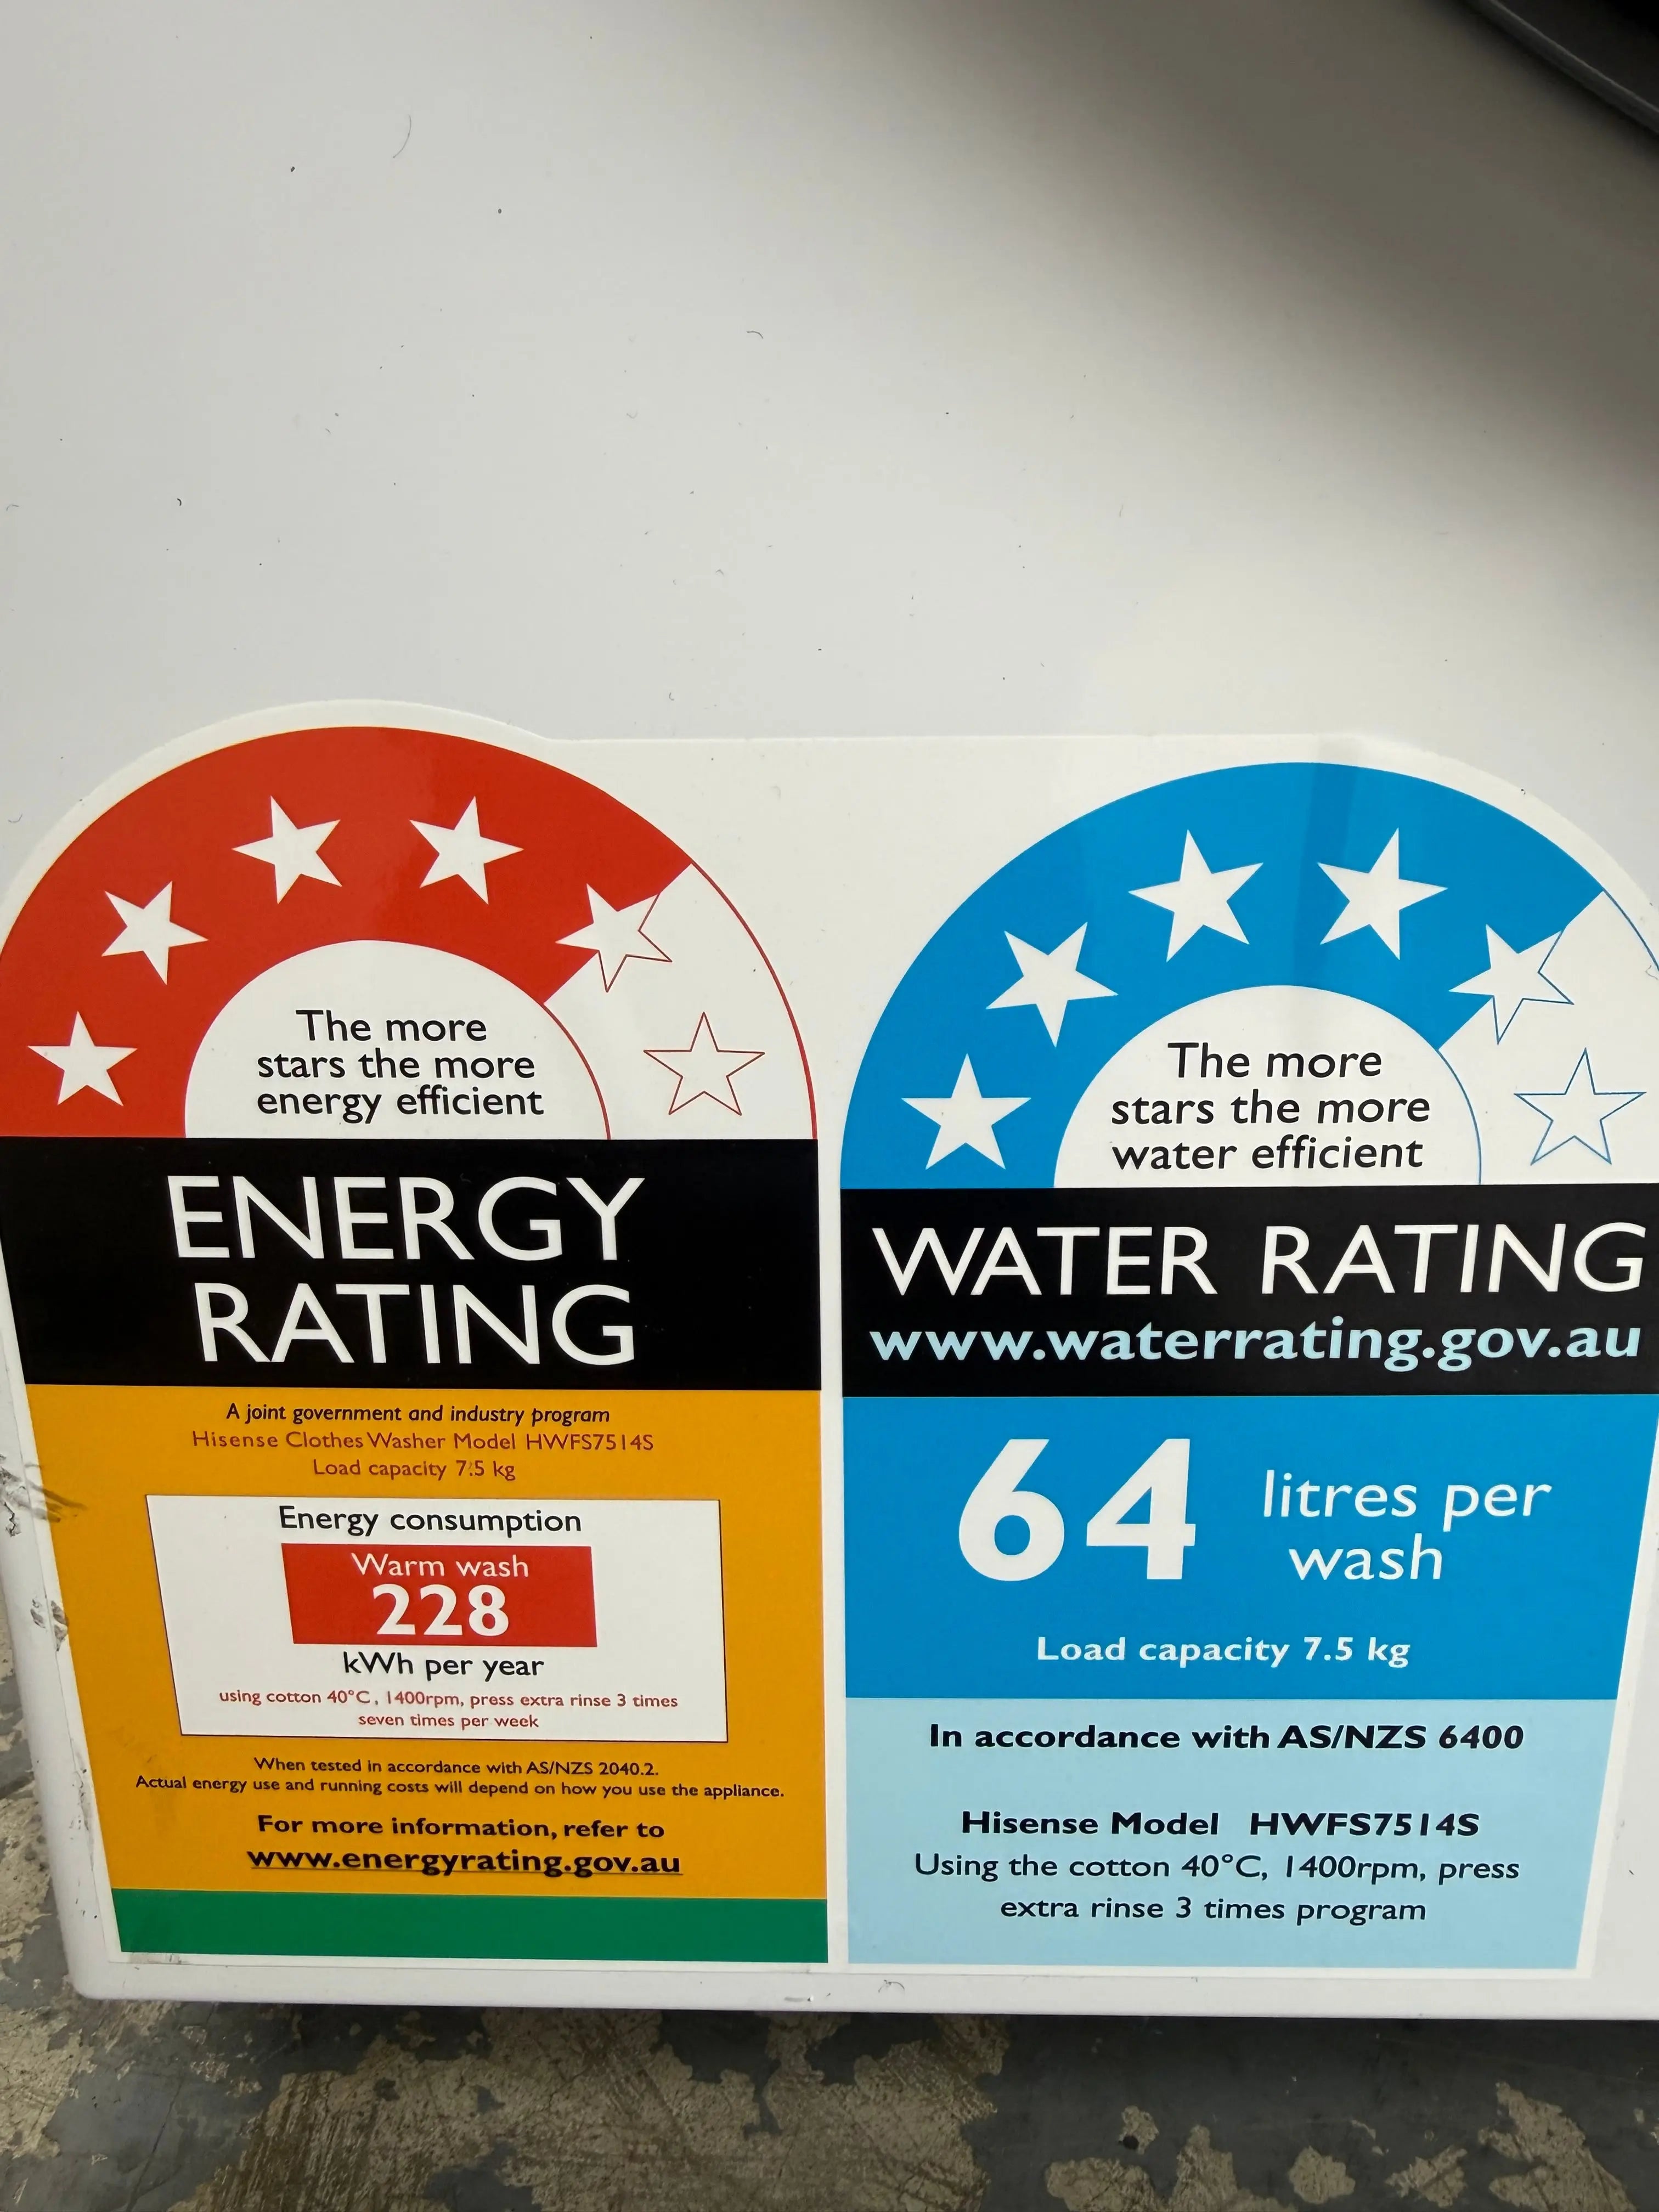 The more
stars the more
energy efficient
ENERGY
RATING
A joint government and industry program
Hisense Clothes Washer Model HWFS7514S
Load capacity 7.5 kg
Energy consumption
Warm wash
228
kWh per year
using cotton 40°C, 1400rpm, press extra rinse 3 times
seven times per week
When tested in accordance with AS/NZS 2040.2.
Actual energy use and running costs will depend on how you use the appliance.
For more information, refer to
www.energyrating.gov.au
The more
stars the more
water efficient
WATER RATING
www.waterrating.gov.au
64 litres per
wash
Load capacity 7.5 kg
In accordance with AS/NZS 6400
Hisense Model HWFS7514S
Using the cotton 40°C, 1400rpm, press
extra rinse 3 times program